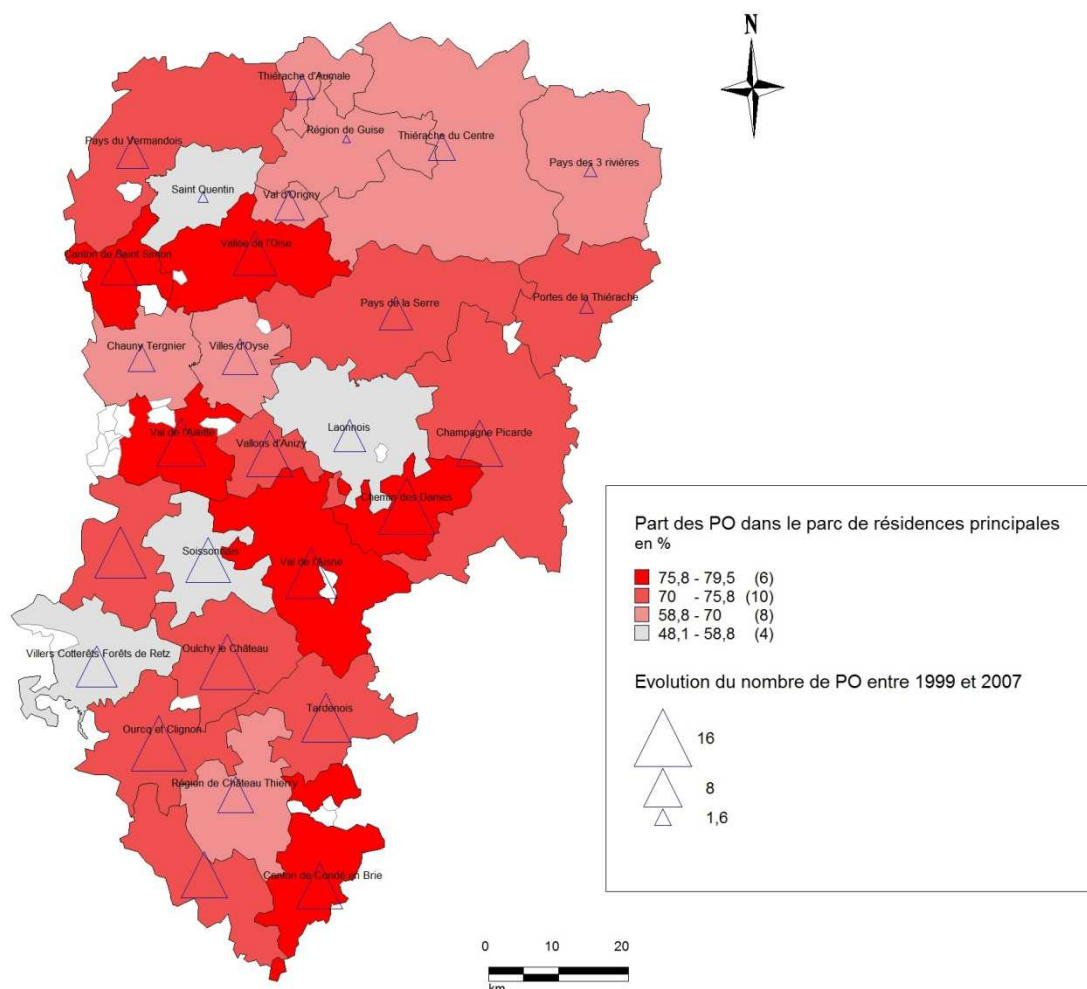 N
Thiérache d'Aumale
Région de Guise
Thiérache du Centre
Pays du Vermandois
Pays des 3 rivières
Saint Quentin
Val d'Origny
Vallée de l'Oise
Canton de Saint Simon
Pays de la Serre
Portes de la Thiérache
Chauny Tergnier
Villes d'Oyse
Laonnois
Champagne Picarde
Val de l'Ailette
Vallons d'Anizy
Chemin des Dames
Soissonnais
Val de l'Aisne
Villers Cotterêts Forêts de Retz
Oulchy le Château
Tardenois
Ourcq et Clignon
Région de Château Thierry
Canton de Condé en Brie
Part des PO dans le parc de résidences principales
en %
75,8 - 79,5 (6)
70 - 75,8 (10)
58,8 - 70 (8)
48,1 - 58,8 (4)
Evolution du nombre de PO entre 1999 et 2007
16
8
1,6
0 10 20
km